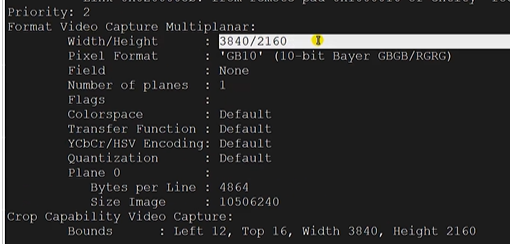 Priority: 2
Format Video Capture Multiplanar:
Width/Height : 3840/2160
Pixel Format : 'GB10' (10-bit Bayer GBGB/RGRG)
Field : None
Number of planes : 1
Flags :
Colorspace : Default
Transfer Function : Default
YCbCr/HSV Encoding: Default
Quantization : Default
Plane 0 :
Bytes per Line : 4864
Size Image : 10506240
Crop Capability Video Capture:
Bounds : Left 12, Top 16, Width 3840, Height 2160